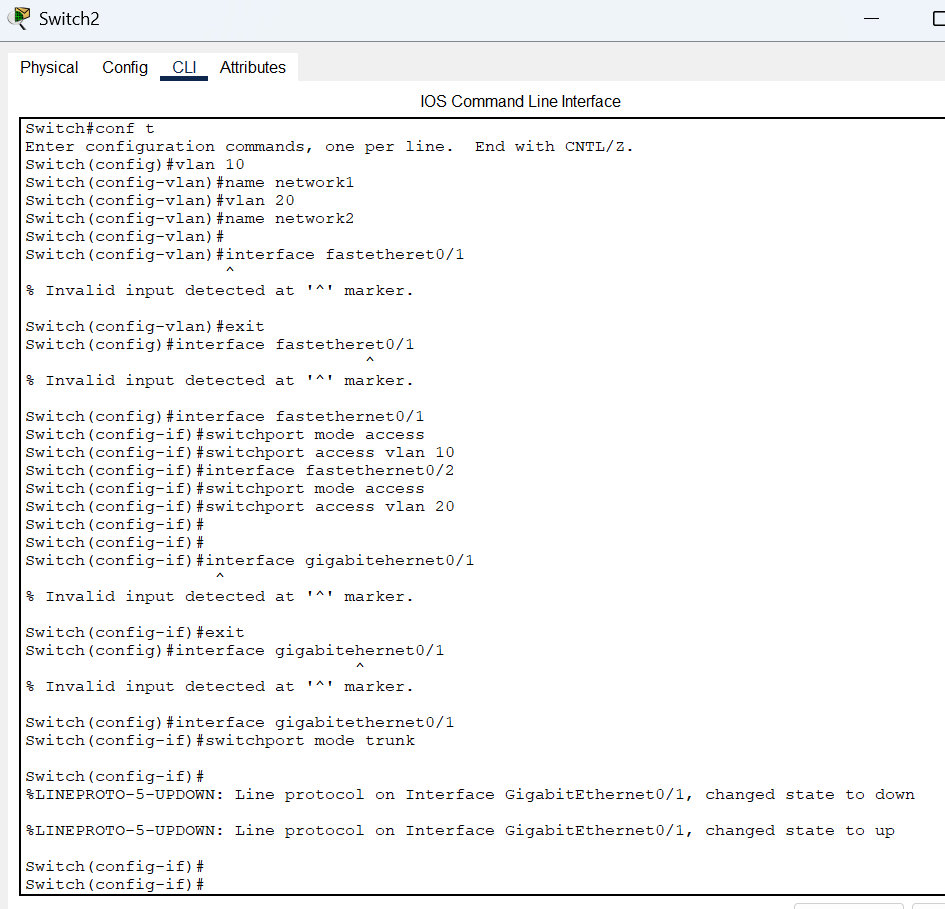 Switch2
Physical Config CLI Attributes
IOS Command Line Interface
Switch#conf t
Enter configuration commands, one per line.  End with CNTL/Z.
Switch(config)#vlan 10
Switch(config-vlan)#name network1
Switch(config-vlan)#vlan 20
Switch(config-vlan)#name network2
Switch(config-vlan)#
Switch(config-vlan)#interface fastetheret0/1
^
% Invalid input detected at '^' marker.
Switch(config-vlan)#exit
Switch(config)#interface fastetheret0/1
^
% Invalid input detected at '^' marker.
Switch(config)#interface fastethernet0/1
Switch(config-if)#switchport mode access
Switch(config-if)#switchport access vlan 10
Switch(config-if)#interface fastethernet0/2
Switch(config-if)#switchport mode access
Switch(config-if)#switchport access vlan 20
Switch(config-if)#
Switch(config-if)#
Switch(config-if)#interface gigabitehernet0/1
^
% Invalid input detected at '^' marker.
Switch(config-if)#exit
Switch(config)#interface gigabitehernet0/1
^
% Invalid input detected at '^' marker.
Switch(config)#interface gigabitethernet0/1
Switch(config-if)#switchport mode trunk
Switch(config-if)#
%LINEPROTO-5-UPDOWN: Line protocol on Interface GigabitEthernet0/1, changed state to down
%LINEPROTO-5-UPDOWN: Line protocol on Interface GigabitEthernet0/1, changed state to up
Switch(config-if)#
Switch(config-if)#